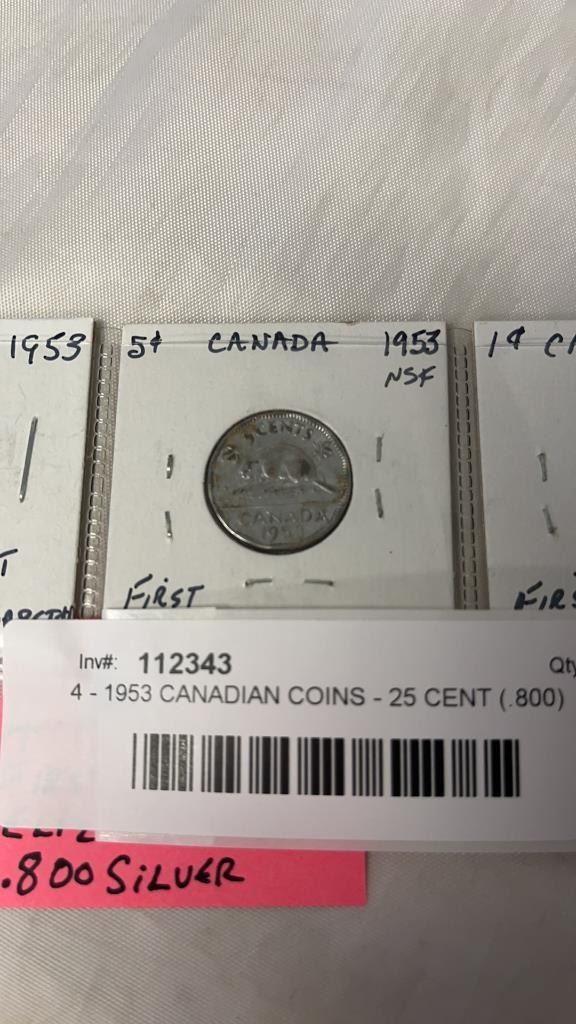 1953
5¢ CANADA 1953
NSF
1¢
5 CENTS
CANADA
FIRST
Inv#: 112343
4 - 1953 CANADIAN COINS - 25 CENT (.800)
.800 SILVER